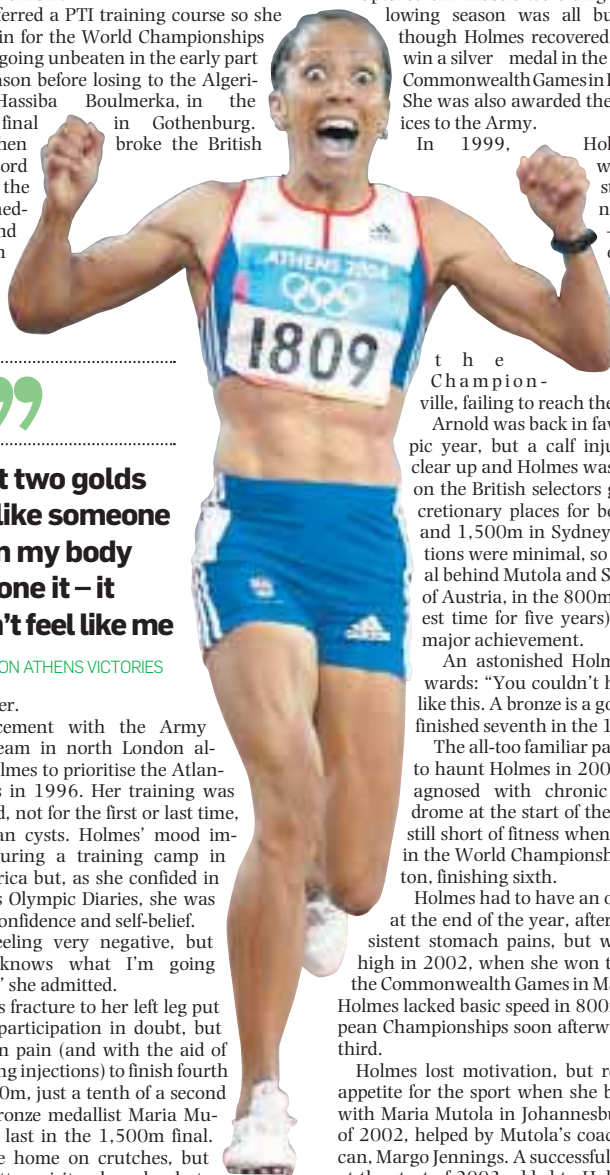 ferred a PTI training course so she
in for the World Championships
going unbeaten in the early part
ason before losing to the Algeri-
Hassiba Boulmerka, in the
final in Gothenburg.
hen broke the British
ord
the
ned-
nd
n
”
t two golds
like someone
n my body
one it – it
n’t feel like me
ON ATHENS VICTORIES
er.
cement with the Army
eam in north London al-
lmes to prioritise the Atlan-
s in 1996. Her training was
d, not for the first or last time,
an cysts. Holmes’ mood im-
uring a training camp in
rica but, as she confided in
s Olympic Diaries, she was
onfidence and self-belief.
eeling very negative, but
knows what I’m going
’ she admitted.
s fracture to her left leg put
participation in doubt, but
n pain (and with the aid of
ng injections) to finish fourth
0m, just a tenth of a second
ronze medallist Maria Mu-
last in the 1,500m final.
e home on crutches, but
ATHENS 2004
1809
adidas
lowing season was all bu
though Holmes recovered
win a silver medal in the
Commonwealth Games in
She was also awarded the
ices to the Army.
In 1999, Hol
w
st
n
–
the
Champion-
ville, failing to reach the
Arnold was back in fav
pic year, but a calf inju
clear up and Holmes was
on the British selectors g
cretionary places for bo
and 1,500m in Sydney
tions were minimal, so
al behind Mutola and S
of Austria, in the 800m
est time for five years)
major achievement.
An astonished Holm
wards: “You couldn’t h
like this. A bronze is a go
finished seventh in the 1
The all-too familiar pa
to haunt Holmes in 200
agnosed with chronic
drome at the start of the
still short of fitness when
in the World Championsh
ton, finishing sixth.
Holmes had to have an o
at the end of the year, after
sistent stomach pains, but w
high in 2002, when she won t
the Commonwealth Games in Ma
Holmes lacked basic speed in 800
pean Championships soon afterw
third.
Holmes lost motivation, but r
appetite for the sport when she b
with Maria Mutola in Johannesbu
of 2002, helped by Mutola’s coac
can, Margo Jennings. A successful